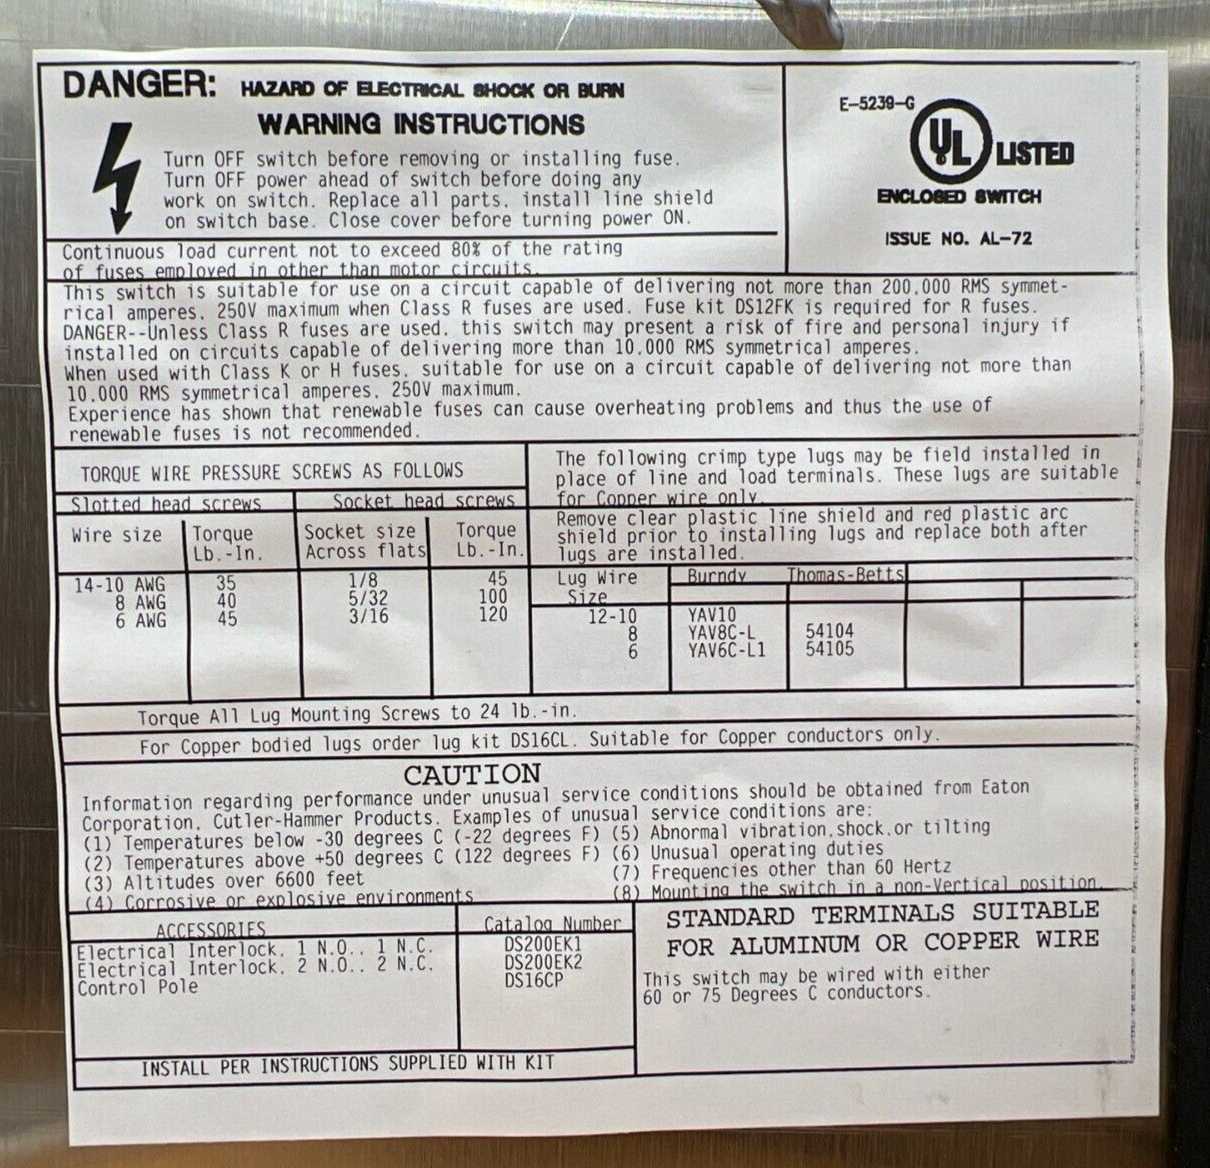 DANGER: HAZARD OF ELECTRICAL SHOCK OR BURN
WARNING INSTRUCTIONS
Turn OFF switch before removing or installing fuse.
Turn OFF power ahead of switch before doing any
work on switch. Replace all parts, install line shield
on switch base. Close cover before turning power ON.
E-5239-G
UL LISTED
ENCLOSED SWITCH
ISSUE NO. AL-72
Continuous load current not to exceed 80% of the rating
of fuses employed in other than motor circuits.
This switch is suitable for use on a circuit capable of delivering not more than 200,000 RMS symmet-
rical amperes, 250V maximum when Class R fuses are used. Fuse kit DS12FK is required for R fuses.
DANGER--Unless Class R fuses are used, this switch may present a risk of fire and personal injury if
installed on circuits capable of delivering more than 10,000 RMS symmetrical amperes.
When used with Class K or H fuses, suitable for use on a circuit capable of delivering not more than
10,000 RMS symmetrical amperes, 250V maximum.
Experience has shown that renewable fuses can cause overheating problems and thus the use of
renewable fuses is not recommended.
TORQUE WIRE PRESSURE SCREWS AS FOLLOWS
Slotted head screws Socket head screws
Wire size Torque Lb.-In. Socket size Across flats Torque Lb.-In.
14-10 AWG 35 1/8 45
8 AWG 40 5/32 100
6 AWG 45 3/16 120
The following crimp type lugs may be field installed in
place of line and load terminals. These lugs are suitable
for Copper wire only.
Remove clear plastic line shield and red plastic arc
shield prior to installing lugs and replace both after
lugs are installed.
Lug Wire Size Burndy Thomas-Betts
12-10 YAV10
8 YAV8C-L 54104
6 YAV6C-L1 54105
Torque All Lug Mounting Screws to 24 lb.-in.
For Copper bodied lugs order lug kit DS16CL. Suitable for Copper conductors only.
CAUTION
Information regarding performance under unusual service conditions should be obtained from Eaton
Corporation, Cutler-Hammer Products. Examples of unusual service conditions are:
(1) Temperatures below -30 degrees C (-22 degrees F) (5) Abnormal vibration,shock,or tilting
(2) Temperatures above +50 degrees C (122 degrees F) (6) Unusual operating duties
(3) Altitudes over 6600 feet (7) Frequencies other than 60 Hertz
(4) Corrosive or explosive environments (8) Mounting the switch in a non-Vertical position.
ACCESSORIES Catalog Number
Electrical Interlock, 1 N.O., 1 N.C. DS200EK1
Electrical Interlock, 2 N.O., 2 N.C. DS200EK2
Control Pole DS16CP
INSTALL PER INSTRUCTIONS SUPPLIED WITH KIT
STANDARD TERMINALS SUITABLE
FOR ALUMINUM OR COPPER WIRE
This switch may be wired with either
60 or 75 Degrees C conductors.